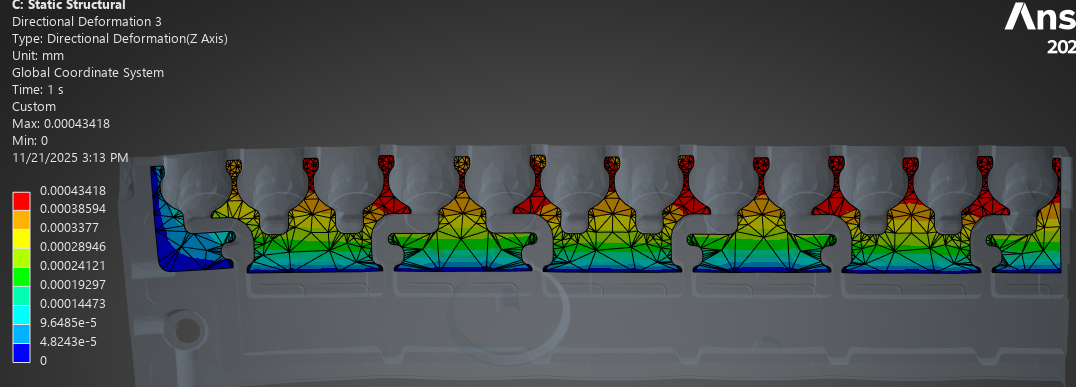 C: Static Structural
Directional Deformation 3
Type: Directional Deformation(Z Axis)
Unit: mm
Global Coordinate System
Time: 1 s
Custom
Max: 0.00043418
Min: 0
11/21/2025 3:13 PM
0.00043418
0.00038594
0.0003377
0.00028946
0.00024121
0.00019297
0.00014473
9.6485e-5
4.8243e-5
0
Ans
202